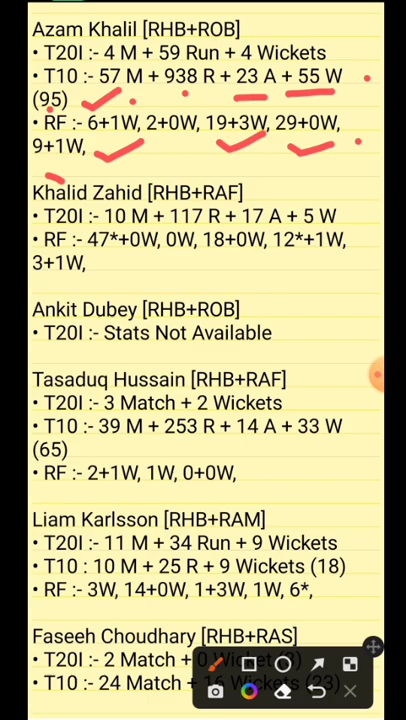 Azam Khalil [RHB+ROB]
• T20I :- 4 M + 59 Run + 4 Wickets
• T10 :- 57 M + 938 R + 23 A + 55 W
(95)
• RF :- 6+1W, 2+0W, 19+3W, 29+0W,
9+1W,
Khalid Zahid [RHB+RAF]
• T20I :- 10 M + 117 R + 17 A + 5 W
• RF :- 47*+0W, 0W, 18+0W, 12*+1W,
3+1W,
Ankit Dubey [RHB+ROB]
• T20I :- Stats Not Available
Tasaduq Hussain [RHB+RAF]
• T20I :- 3 Match + 2 Wickets
• T10 :- 39 M + 253 R + 14 A + 33 W
(65)
• RF :- 2+1W, 1W, 0+0W,
Liam Karlsson [RHB+RAM]
• T20I :- 11 M + 34 Run + 9 Wickets
• T10 : 10 M + 25 R + 9 Wickets (18)
• RF :- 3W, 14+0W, 1+3W, 1W, 6*,
Faseeh Choudhary [RHB+RAS]
• T20I :- 2 Match + 0 Wicket
• T10 :- 24 Match + 16 Wickets (23)